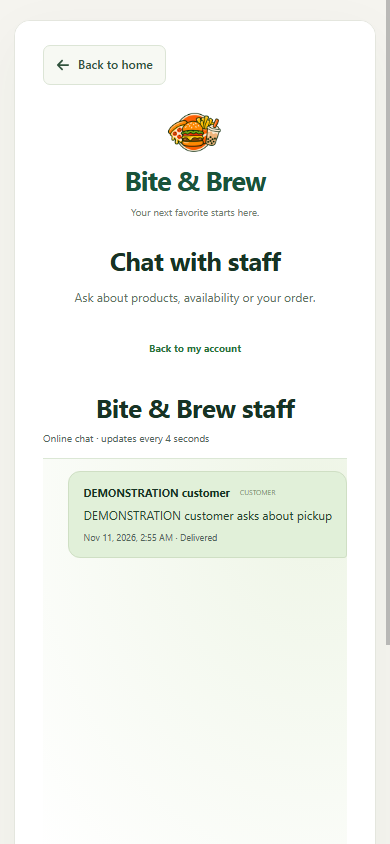 Back to home
Bite & Brew
Your next favorite starts here.
Chat with staff
Ask about products, availability or your order.
Back to my account
Bite & Brew staff
Online chat · updates every 4 seconds
DEMONSTRATION customer CUSTOMER
DEMONSTRATION customer asks about pickup
Nov 11, 2026, 2:55 AM · Delivered